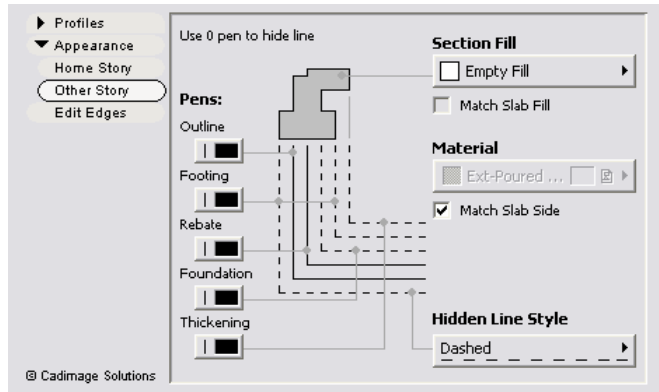 Profiles
Appearance
Home Story
Other Story
Edit Edges
© Cadimage Solutions
Use 0 pen to hide line
Pens:
Outline
Footing
Rebate
Foundation
Thickening
Section Fill
Empty Fill
Match Slab Fill
Material
Ext-Poured ...
Match Slab Side
Hidden Line Style
Dashed